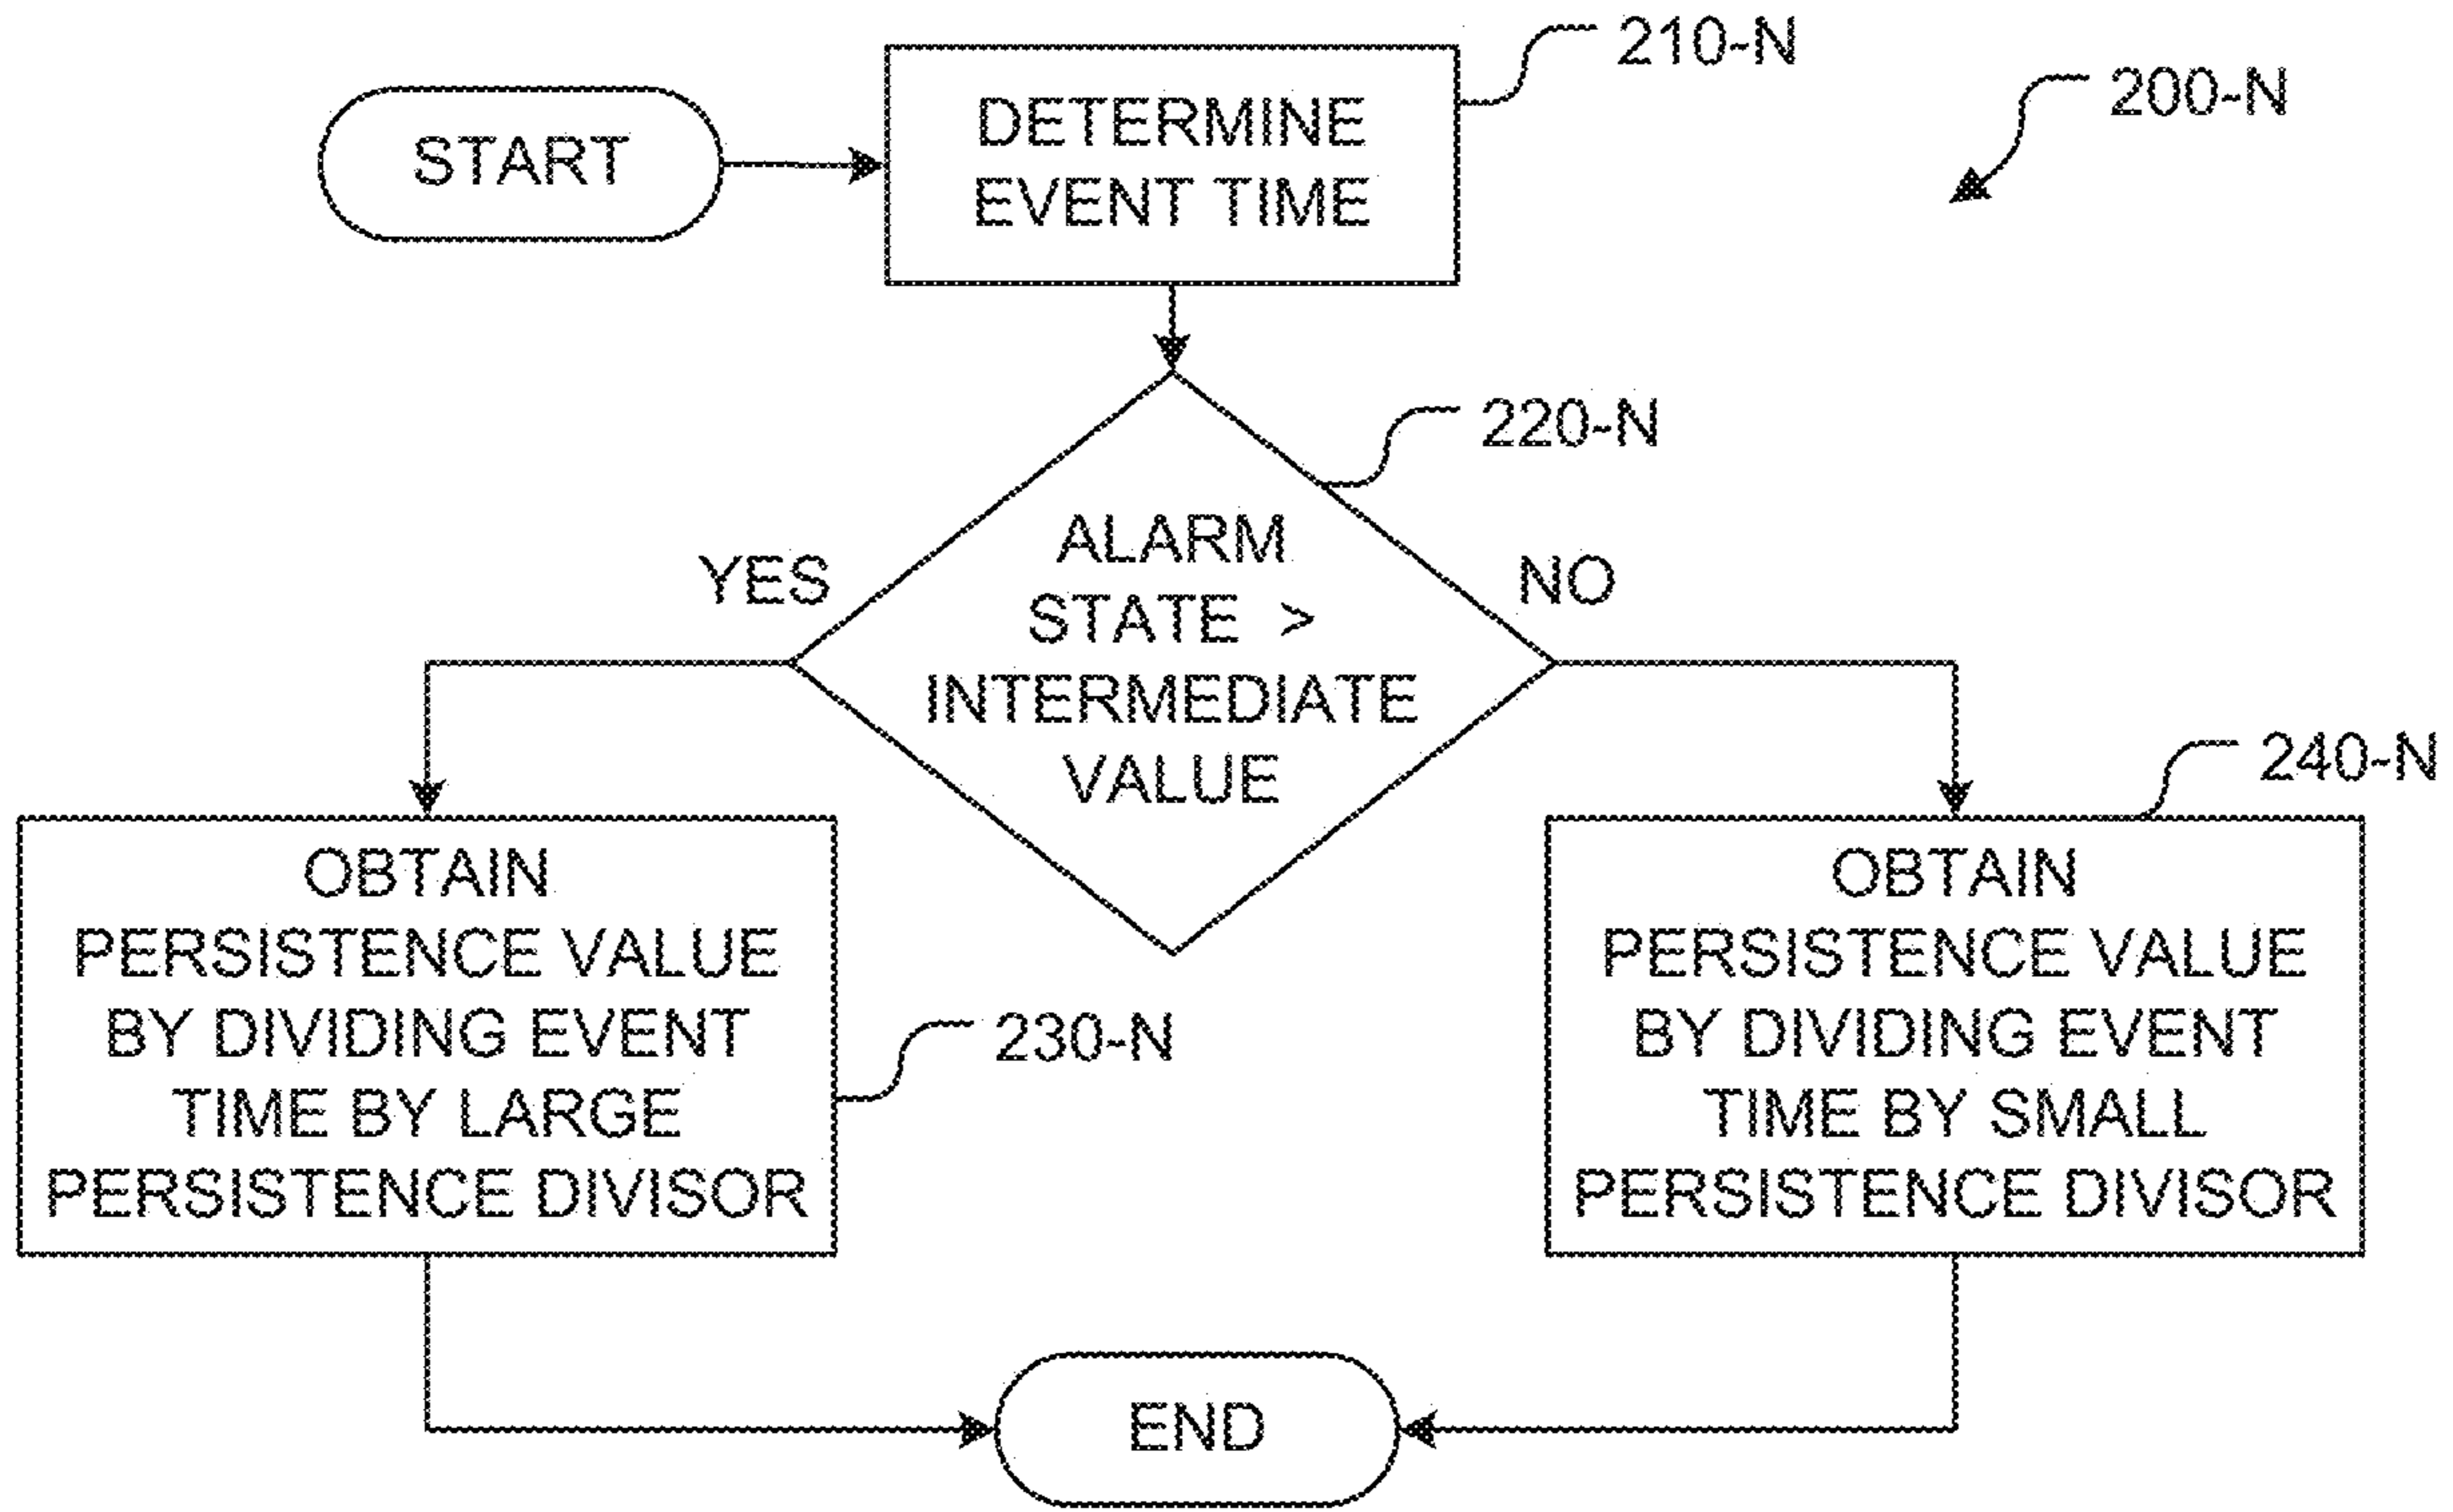 210-N
200-N
START
DETERMINE
EVENT TIME
220-N
ALARM
STATE >
INTERMEDIATE
VALUE
YES
NO
240-N
OBTAIN
PERSISTENCE VALUE
BY DIVIDING EVENT
TIME BY LARGE
PERSISTENCE DIVISOR
230-N
OBTAIN
PERSISTENCE VALUE
BY DIVIDING EVENT
TIME BY SMALL
PERSISTENCE DIVISOR
END